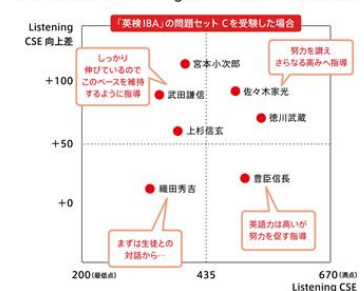 Listening
CSE 向上差
「英検IBA」の問題セット Cを受験した場合
しっかり
伸びているので
このペースを維持
するように指導
努力を讃え
さらなる高みへ指導
宮本小次郎
+100
武田謙信
佐々木家光
徳川武蔵
上杉信玄
+50
豊臣信長
織田秀吉
+0
まずは生徒との
対話から…
英語力は高いが
努力を促す指導
200(最低点)
435
670(満点)
Listening CSE